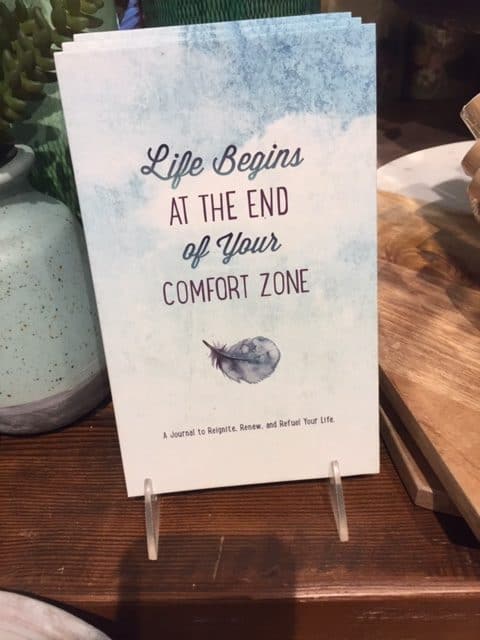 Life Begins
AT THE END
of Your
COMFORT ZONE
A Journal to Reignite, Renew, and Refuel Your Life.